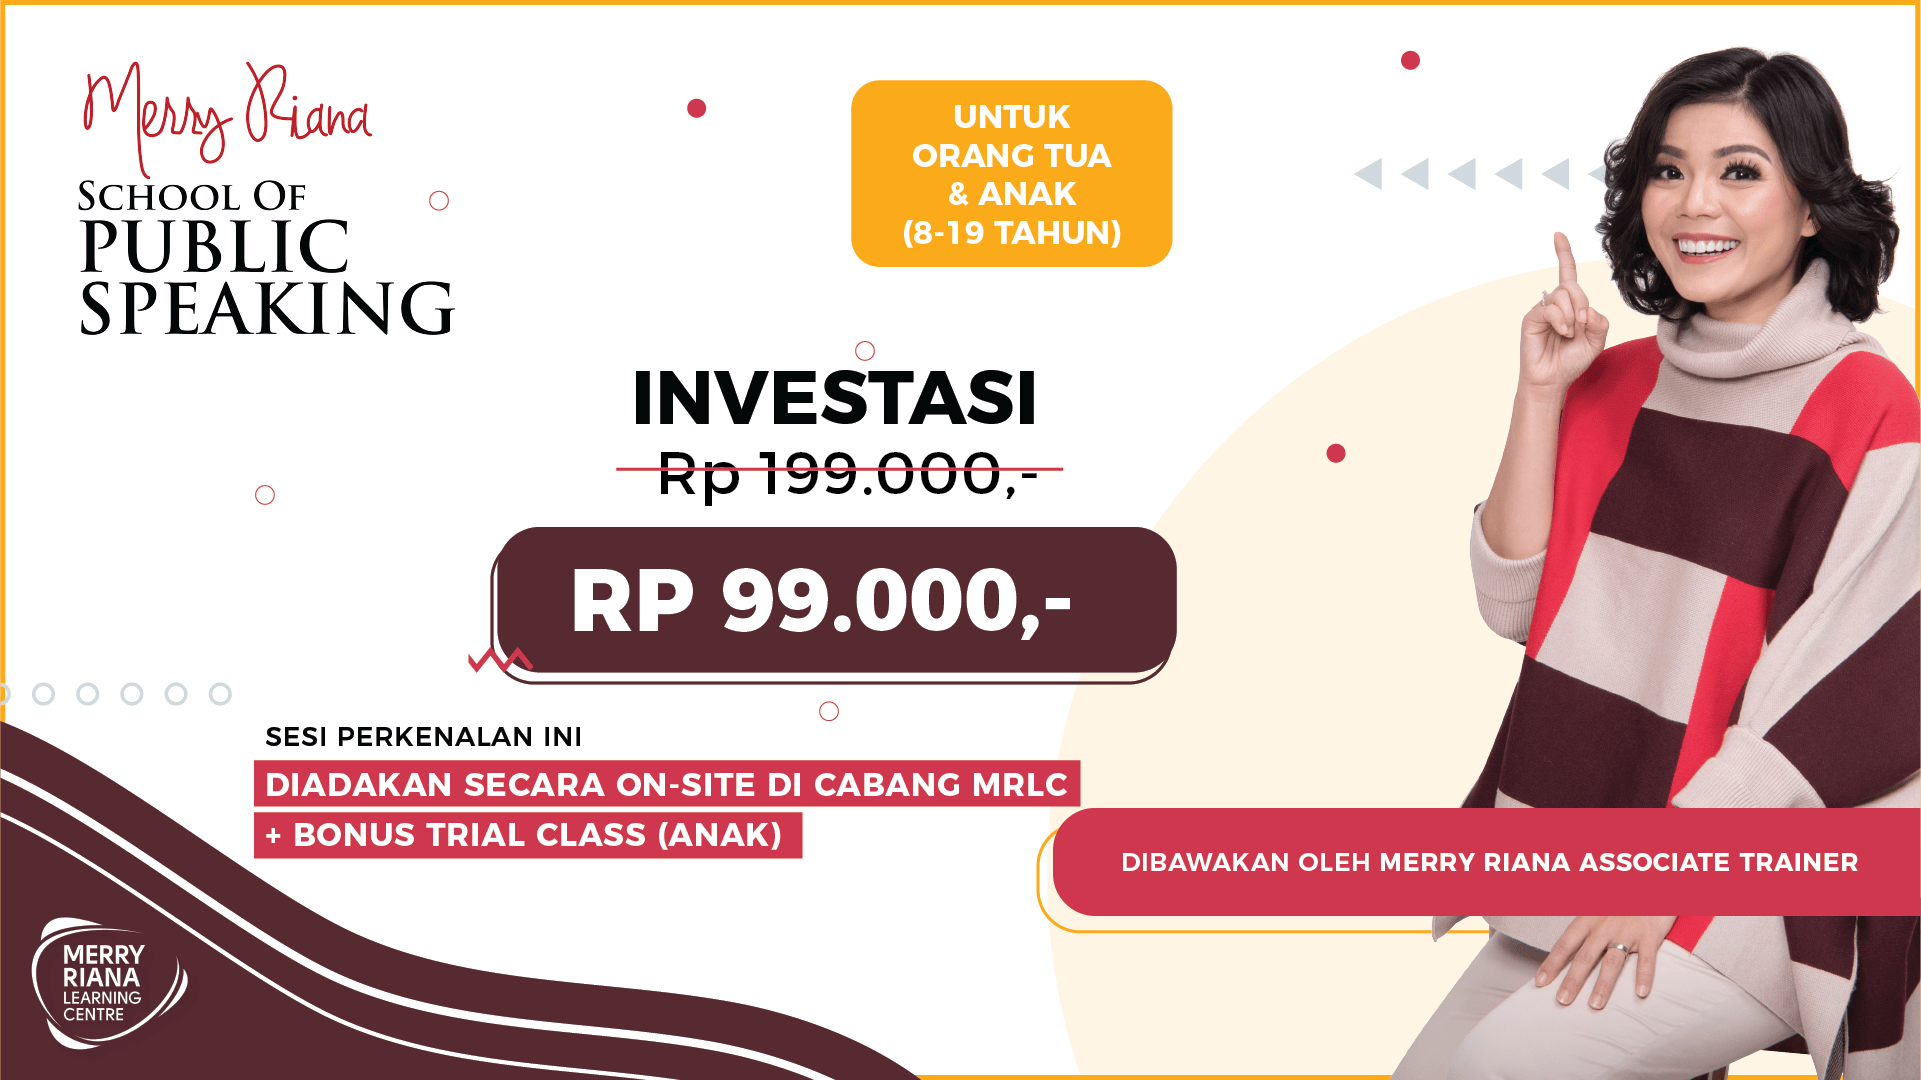 Merry Riana
SCHOOL OF
PUBLIC
SPEAKING
UNTUK
ORANG TUA
& ANAK
(8-19 TAHUN)
INVESTASI
Rp 199.000,-
RP 99.000,-
SESI PERKENALAN INI
DIADAKAN SECARA ON-SITE DI CABANG MRLC
+ BONUS TRIAL CLASS (ANAK)
DIBAWAKAN OLEH MERRY RIANA ASSOCIATE TRAINER
MERRY
RIANA
LEARNING
CENTRE